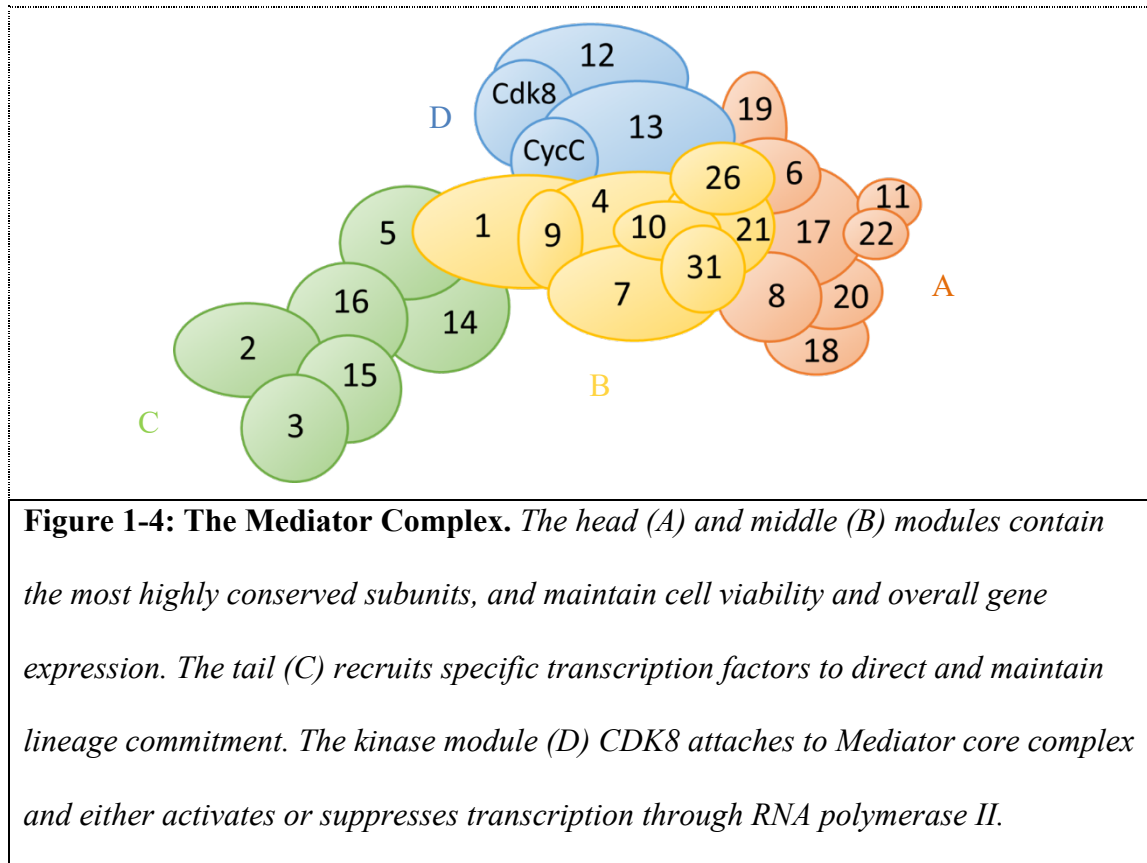 12
Cdk8
D
13
19
CycC
26
6
11
5
1
4
9
10
21
17
22
31
16
7
8
20
A
14
2
18
15
B
C
3
Figure 1-4: The Mediator Complex. The head (A) and middle (B) modules contain
the most highly conserved subunits, and maintain cell viability and overall gene
expression. The tail (C) recruits specific transcription factors to direct and maintain
lineage commitment. The kinase module (D) CDK8 attaches to Mediator core complex
and either activates or suppresses transcription through RNA polymerase II.